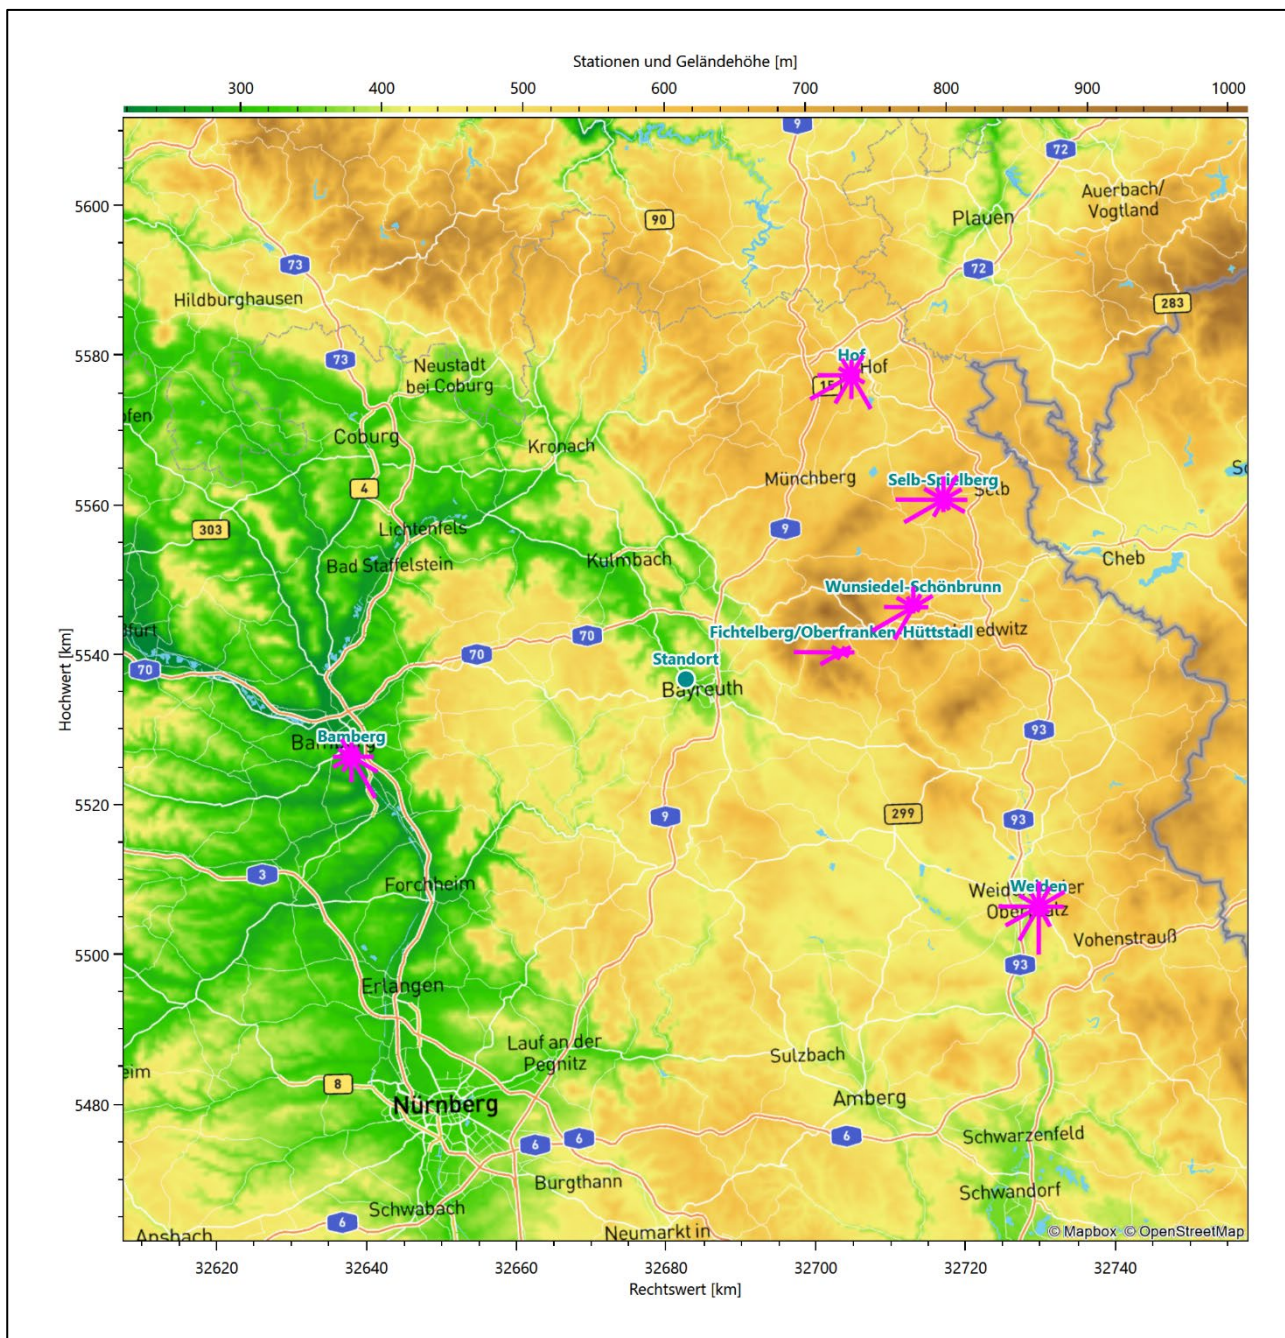 Stationen und Geländehöhe [m]
300 400 500 600 700 800 900 1000
9
72
Auerbach/
Vogtland
5600
90
Plauen
73
72
Hildburghausen
283
5580
73
Neustadt
bei Coburg
Hof
Hof
15
Coburg
Kronach
Münchberg
Selb-Spielberg
Selb
4
5560
303
Lichtenfels
9
Bad Staffelstein
Kulmbach
Cheb
Wunsiedel-Schönbrunn
70
Fichtelberg/Oberfranken-Hüttstadl
5540
70
70
Standort
Bayreuth
93
Bamberg
Bamberg
5520
9
299
93
3
Forchheim
Weiden
5500
Vohenstrauß
93
Erlangen
Lauf an der
Pegnitz
Sulzbach
8
5480
Nürnberg
Amberg
6
6
6
Schwarzenfeld
Burgthann
Schwandorf
Schwabach
6
Ansbach
Neumarkt in
© Mapbox © OpenStreetMap
32620 32640 32660 32680 32700 32720 32740
Rechtswert [km]
Hochwert [km]